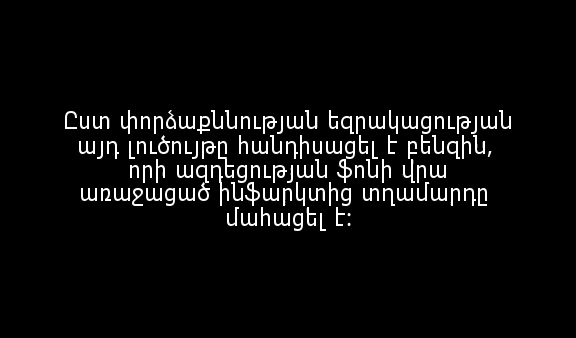 Ըստ փորձաքննության եզրակացության
այդ լուծույթը հանդիսացել է բենզին,
որի ազդեցության ֆոնի վրա
առաջացած ինֆարկտից տղամարդը
մահացել է։